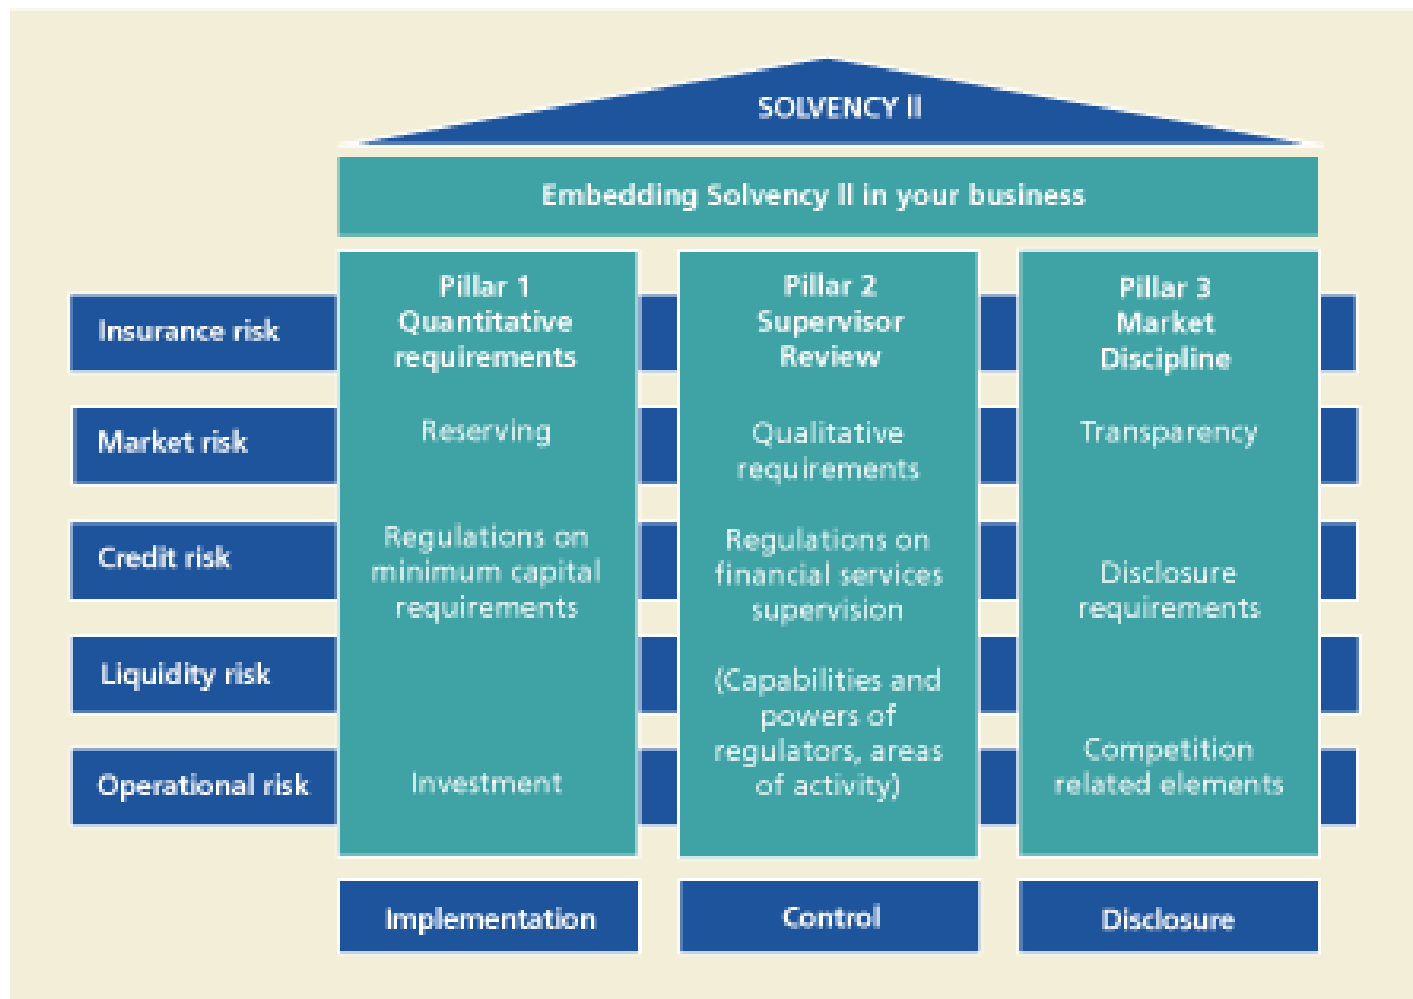 SOLVENCY II
Embedding Solvency II in your business
Insurance risk
Market risk
Credit risk
Liquidity risk
Operational risk
Pillar 1
Quantitative
requirements
Reserving
Regulations on
minimum capital
requirements
Investment
Implementation
Pillar 2
Supervisor
Review
Qualitative
requirements
Regulations on
financial services
supervision
(Capabilities and
powers of
regulators, areas
of activity)
Control
Pillar 3
Market
Discipline
Transparency
Disclosure
requirements
Competition
related elements
Disclosure